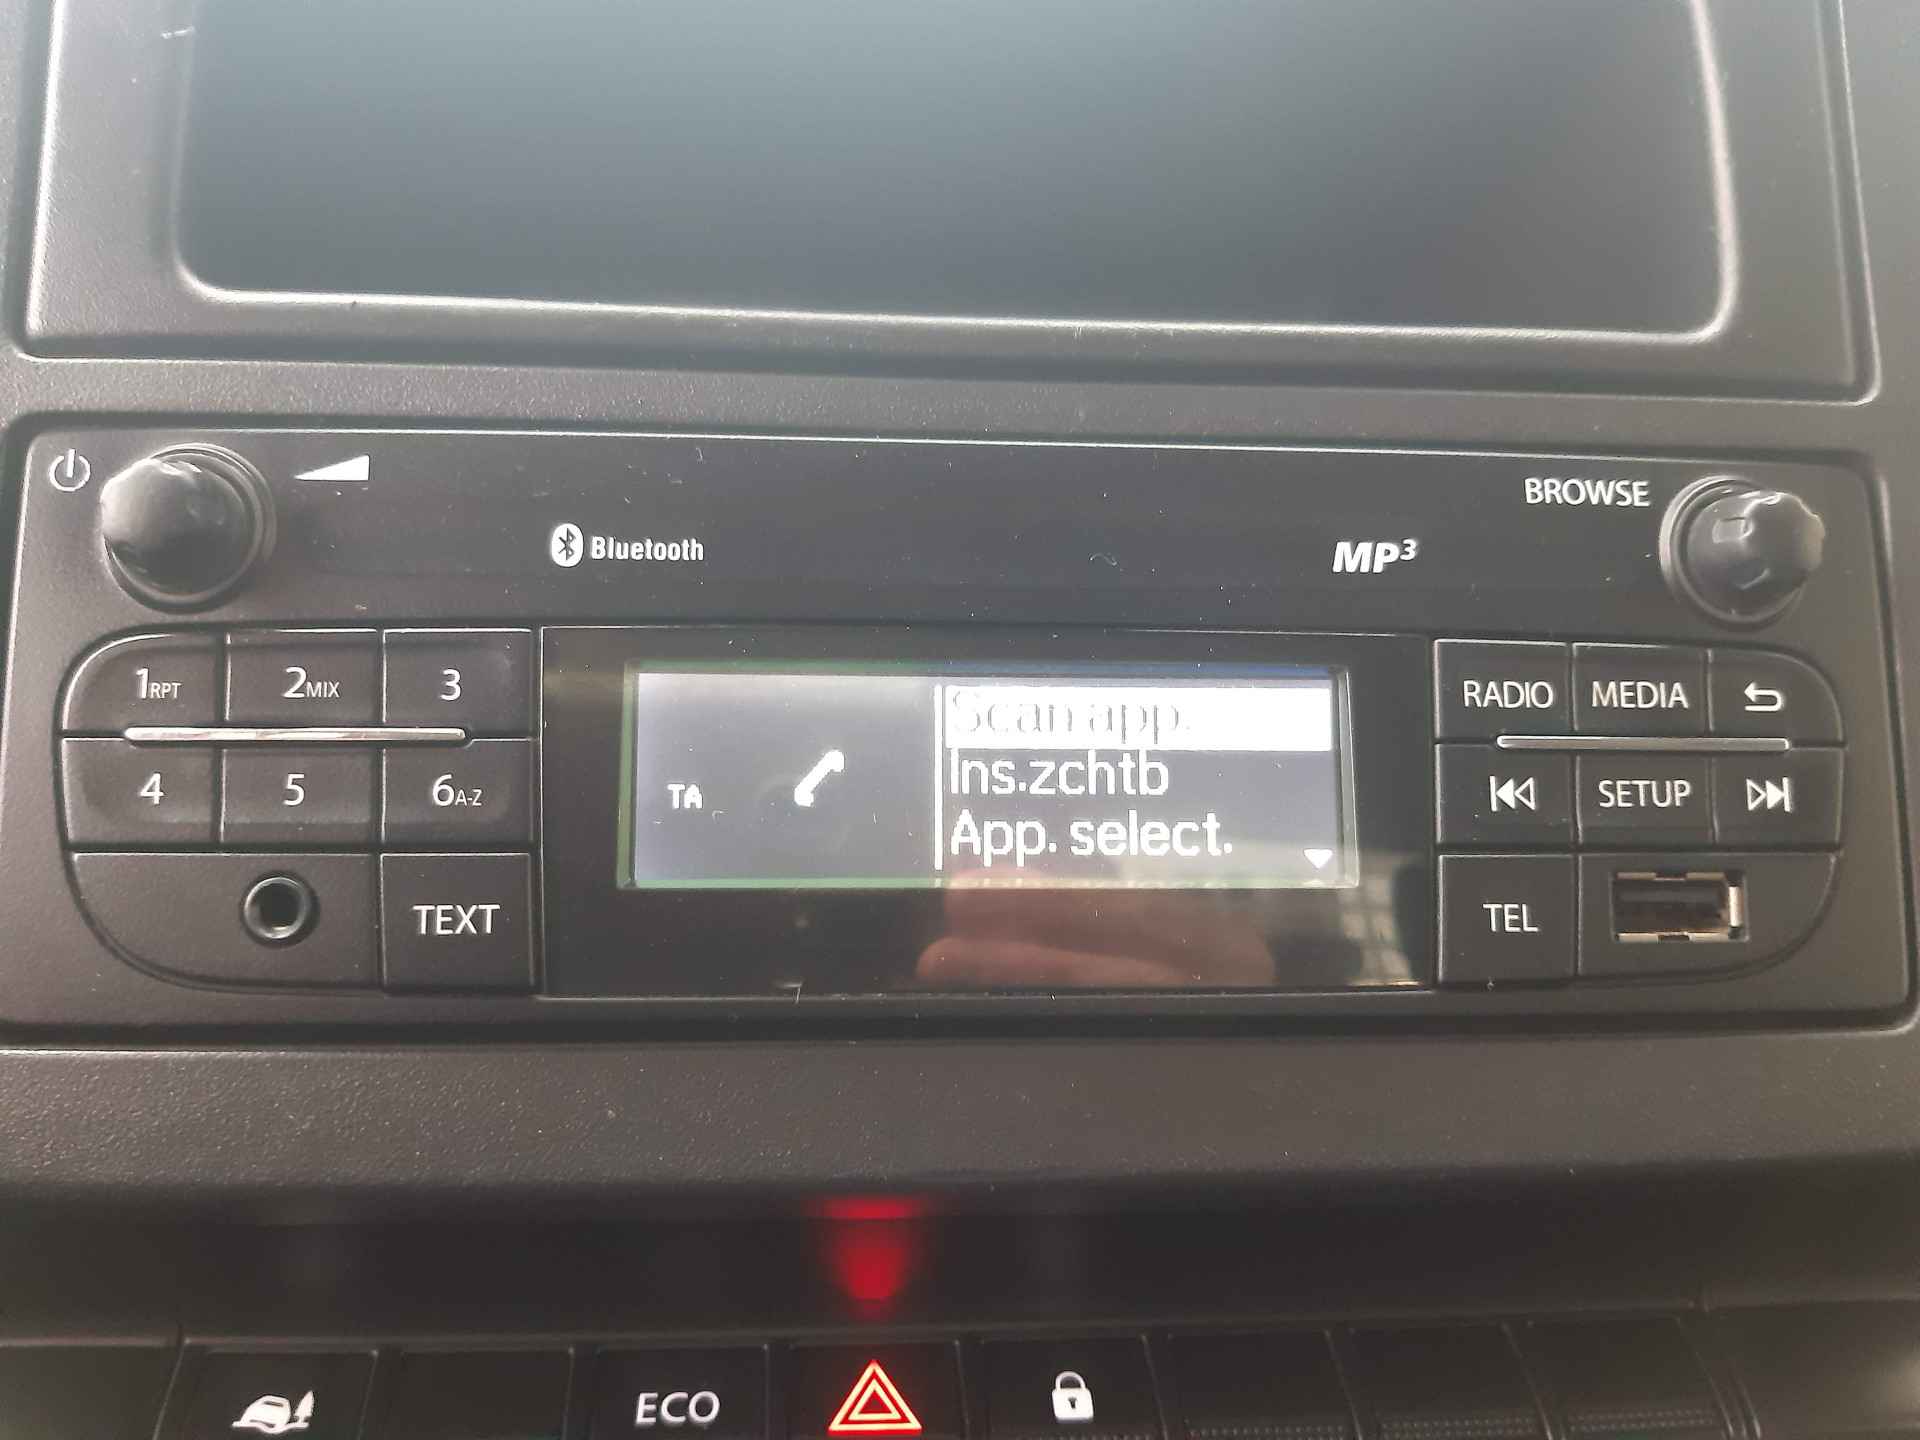 BROWSE
Bluetooth
MP3
1RPT 2MIX 3
RADIO MEDIA
Scan app.
Ins.zchtb
TA
App. select.
4 5 6A-Z
SETUP
TEXT
TEL
ECO